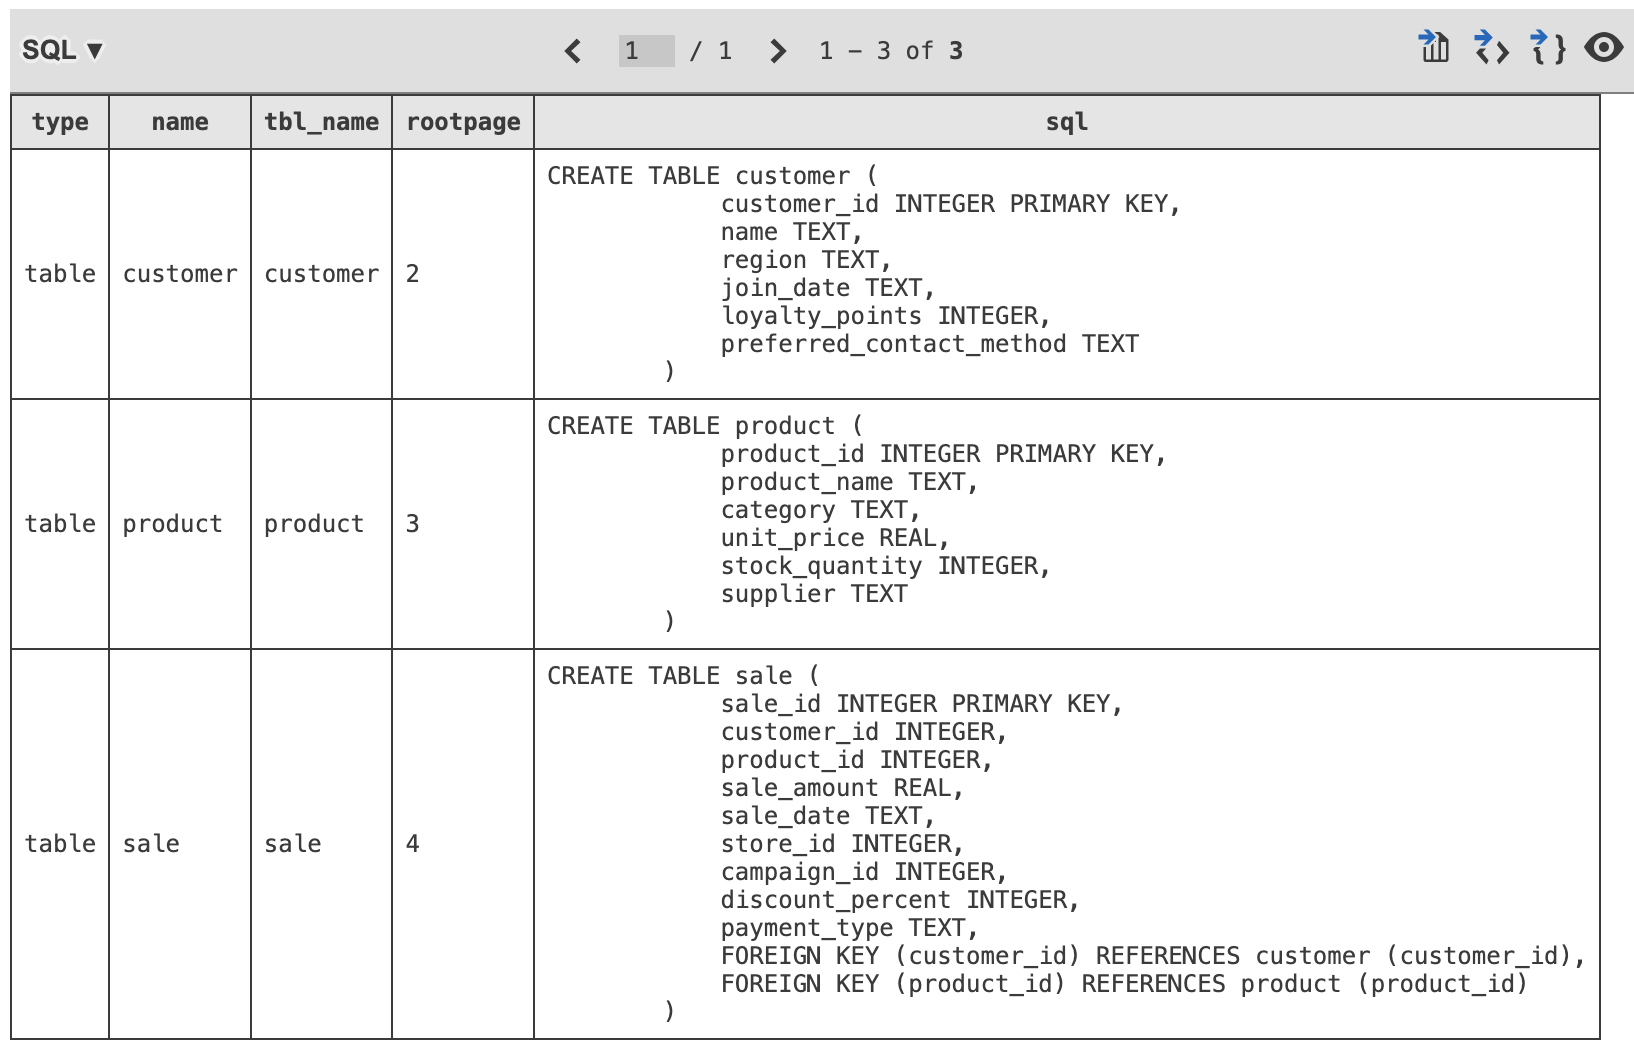 SQL ▼ 1 / 1 1 – 3 of 3
type name tbl_name rootpage sql
CREATE TABLE customer (
customer_id INTEGER PRIMARY KEY,
name TEXT,
region TEXT,
table customer customer 2 join_date TEXT,
loyalty_points INTEGER,
preferred_contact_method TEXT
)
CREATE TABLE product (
product_id INTEGER PRIMARY KEY,
product_name TEXT,
category TEXT,
table product product 3 unit_price REAL,
stock_quantity INTEGER,
supplier TEXT
)
CREATE TABLE sale (
sale_id INTEGER PRIMARY KEY,
customer_id INTEGER,
product_id INTEGER,
sale_amount REAL,
sale_date TEXT,
table sale sale 4 store_id INTEGER,
campaign_id INTEGER,
discount_percent INTEGER,
payment_type TEXT,
FOREIGN KEY (customer_id) REFERENCES customer (customer_id),
FOREIGN KEY (product_id) REFERENCES product (product_id)
)